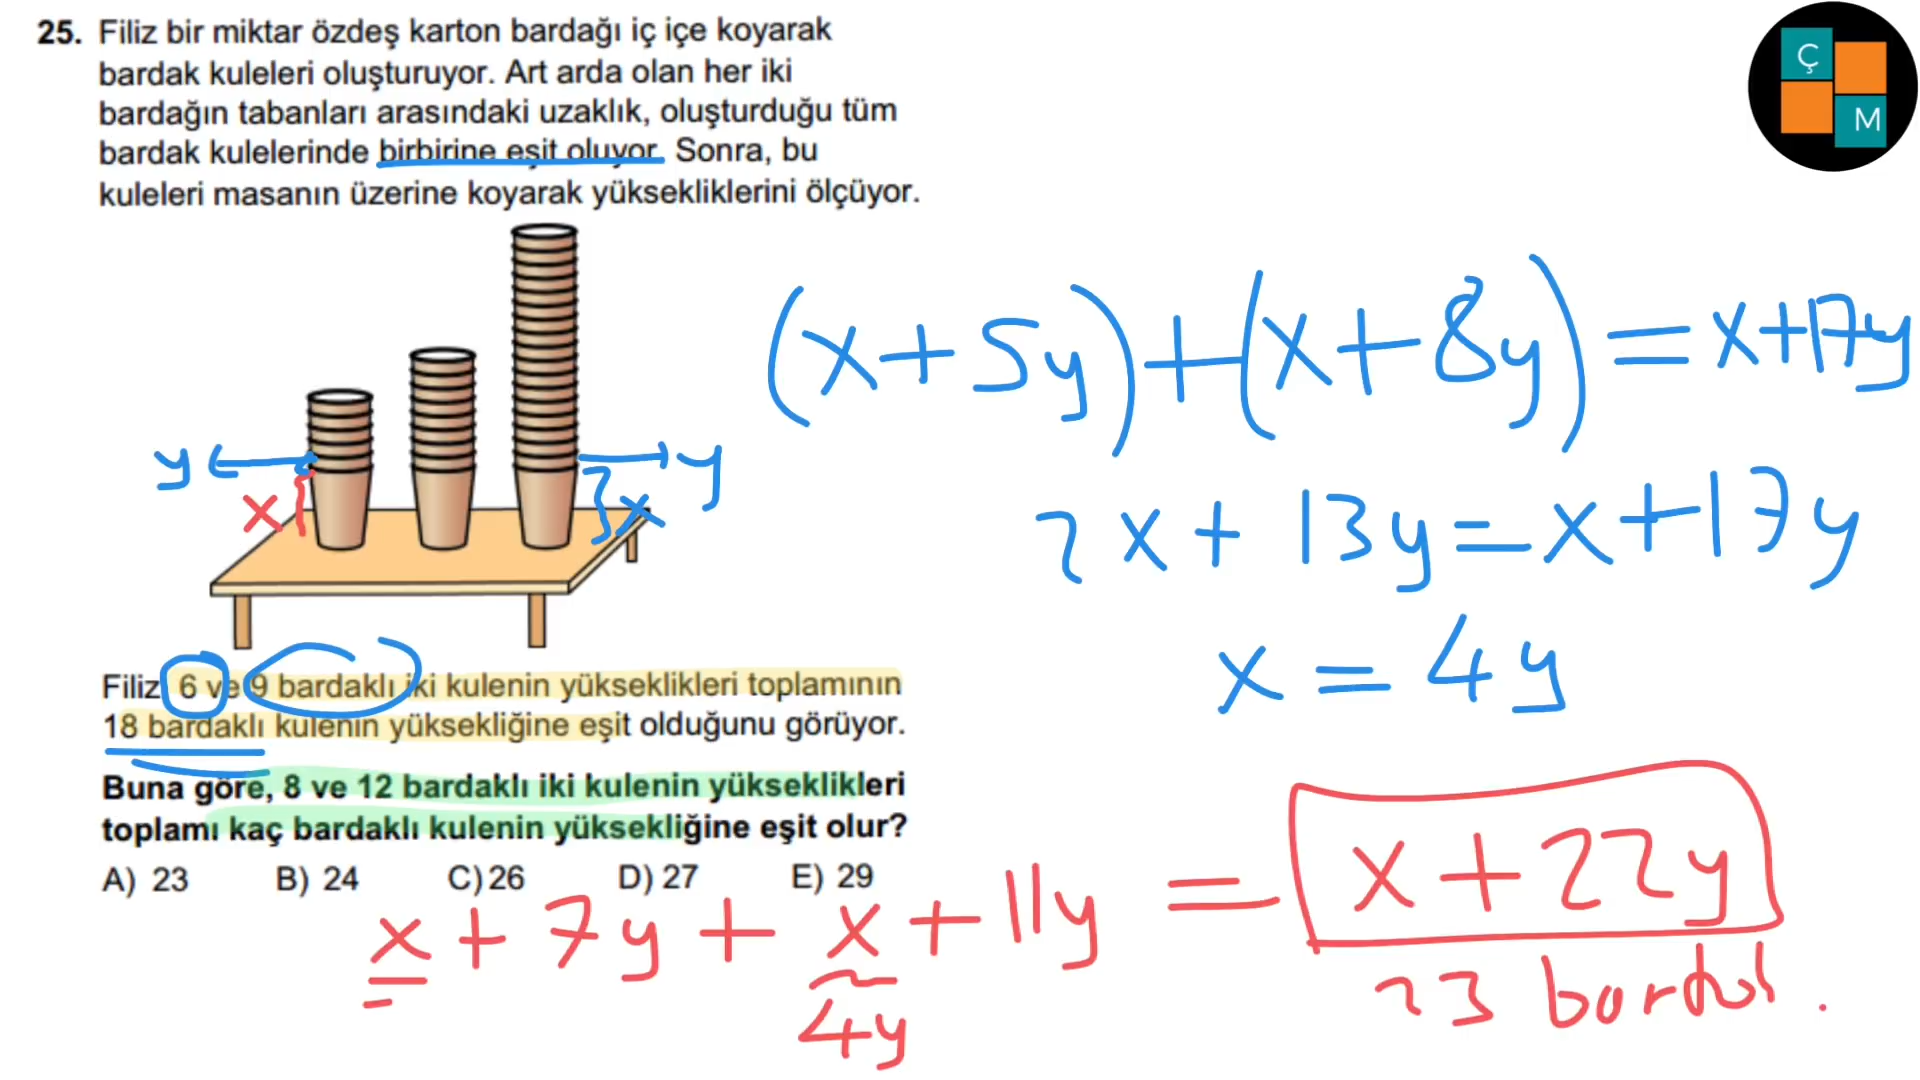 25. Filiz bir miktar özdeş karton bardağı iç içe koyarak
bardak kuleleri oluşturuyor. Art arda olan her iki
bardağın tabanları arasındaki uzaklık, oluşturduğu tüm
bardak kulelerinde birbirine eşit oluyor. Sonra, bu
kuleleri masanın üzerine koyarak yüksekliklerini ölçüyor.
Ç
M
(x+5y)+(x+8y)=x+17y
y
y
x
x
2x+13y=x+17y
x=4y
Filiz 6 ve 9 bardaklı iki kulenin yükseklikleri toplamının
18 bardaklı kulenin yüksekliğine eşit olduğunu görüyor.
Buna göre, 8 ve 12 bardaklı iki kulenin yükseklikleri
toplamı kaç bardaklı kulenin yüksekliğine eşit olur?
A) 23 B) 24 C) 26 D) 27 E) 29
x+7y+x+11y = x+22y
4y
23 bardak.